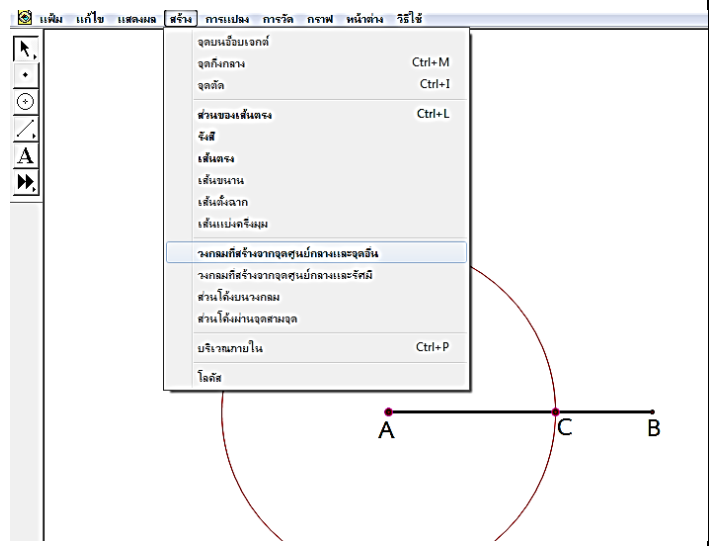 แฟ้ม แก้ไข แสดงผล สร้าง การแปลง การวัด กราฟ หน้าต่าง วิธีใช้
จุดบนอ็อบเจกต์
จุดกึ่งกลาง Ctrl+M
จุดตัด Ctrl+I
ส่วนของเส้นตรง Ctrl+L
รังสี
เส้นตรง
เส้นขนาน
เส้นตั้งฉาก
เส้นแบ่งครึ่งมุม
วงกลมที่สร้างจากจุดศูนย์กลางและจุดอื่น
วงกลมที่สร้างจากจุดศูนย์กลางและรัศมี
ส่วนโค้งบนวงกลม
ส่วนโค้งผ่านจุดสามจุด
บริเวณภายใน Ctrl+P
โลคัส
A
A C B